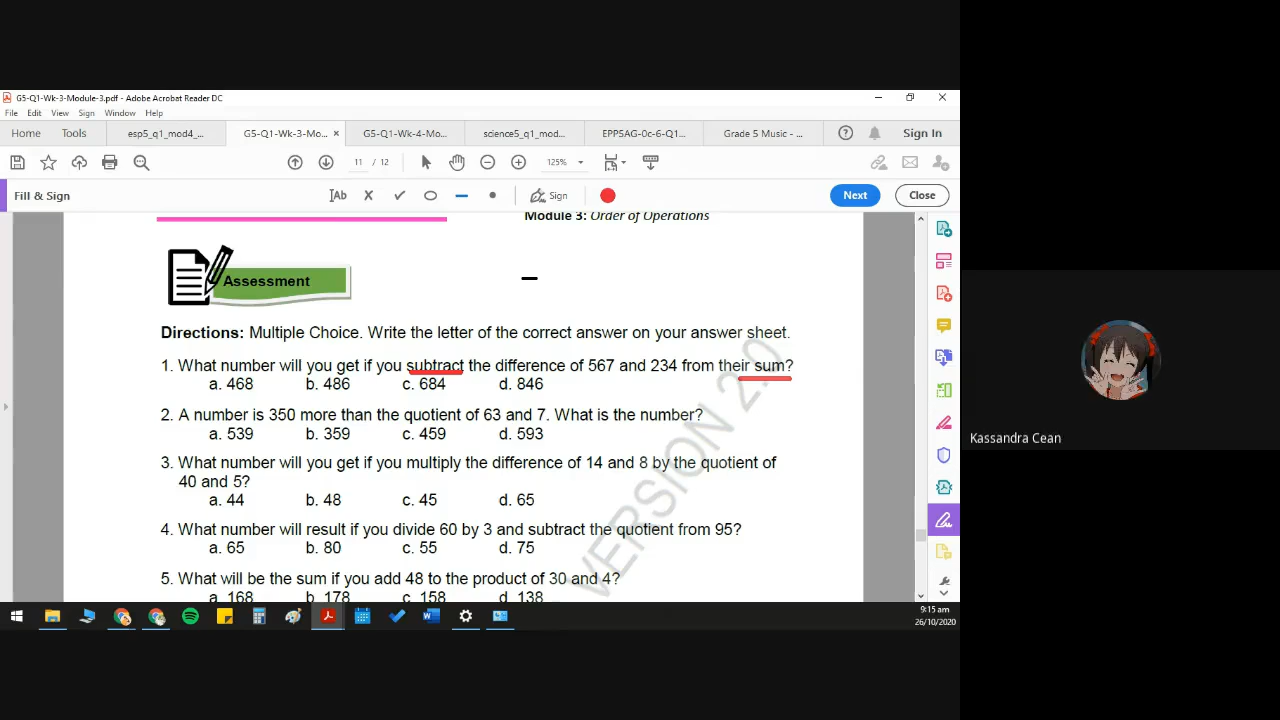 G5-Q1-Wk-3-Module-3.pdf - Adobe Acrobat Reader DC
File Edit View Sign Window Help
Home Tools esp5_q1_mod4_... G5-Q1-Wk-3-Mo... × G5-Q1-Wk-4-Mo... science5_q1_mod... EPP5AG-0c-6-Q1... Grade 5 Music - ... Sign In
11 / 12 125%
Fill & Sign Ab Sign Next Close
Module 3: Order of Operations
Assessment
Directions: Multiple Choice. Write the letter of the correct answer on your answer sheet.
1. What number will you get if you subtract the difference of 567 and 234 from their sum?
a. 468 b. 486 c. 684 d. 846
2. A number is 350 more than the quotient of 63 and 7. What is the number?
a. 539 b. 359 c. 459 d. 593
3. What number will you get if you multiply the difference of 14 and 8 by the quotient of
40 and 5?
a. 44 b. 48 c. 45 d. 65
4. What number will result if you divide 60 by 3 and subtract the quotient from 95?
a. 65 b. 80 c. 55 d. 75
5. What will be the sum if you add 48 to the product of 30 and 4?
a. 168 b. 178 c. 158 d. 138
VERSION 2.0
Kassandra Cean
9:15 am
26/10/2020